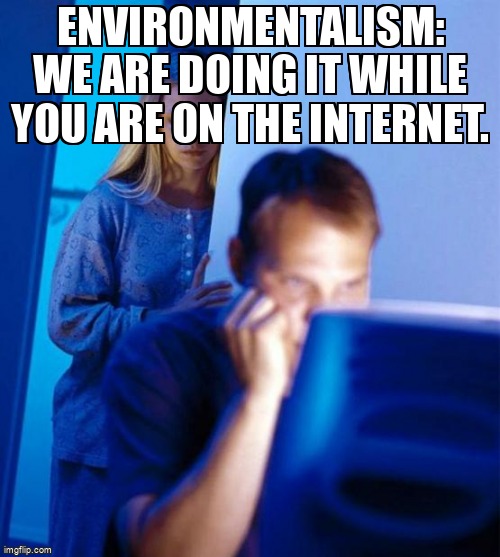 ENVIRONMENTALISM:
WE ARE DOING IT WHILE
YOU ARE ON THE INTERNET.
imgflip.com